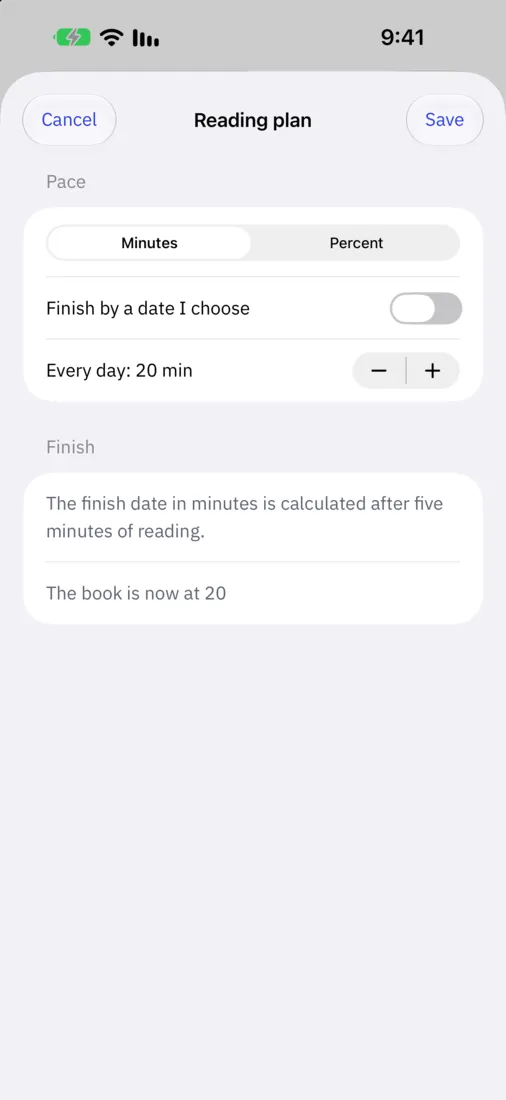 9:41
Cancel
Reading plan
Save
Pace
Minutes
Percent
Finish by a date I choose
Every day: 20 min
Finish
The finish date in minutes is calculated after five
minutes of reading.
The book is now at 20